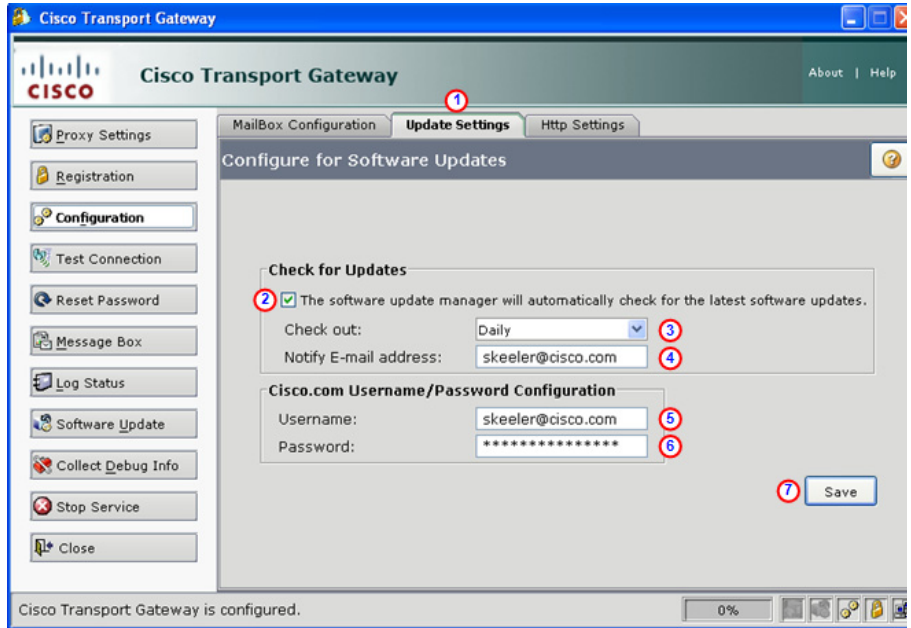 Cisco Transport Gateway
CISCO
Cisco Transport Gateway
About | Help
1
MailBox Configuration
Update Settings
Http Settings
Configure for Software Updates
?
Proxy Settings
Registration
Configuration
Test Connection
Reset Password
Message Box
Log Status
Software Update
Collect Debug Info
Stop Service
Close
Check for Updates
2 The software update manager will automatically check for the latest software updates.
Check out: Daily 3
Notify E-mail address: skeeler@cisco.com 4
Cisco.com Username/Password Configuration
Username: skeeler@cisco.com 5
Password: *************** 6
7 Save
Cisco Transport Gateway is configured.
0%